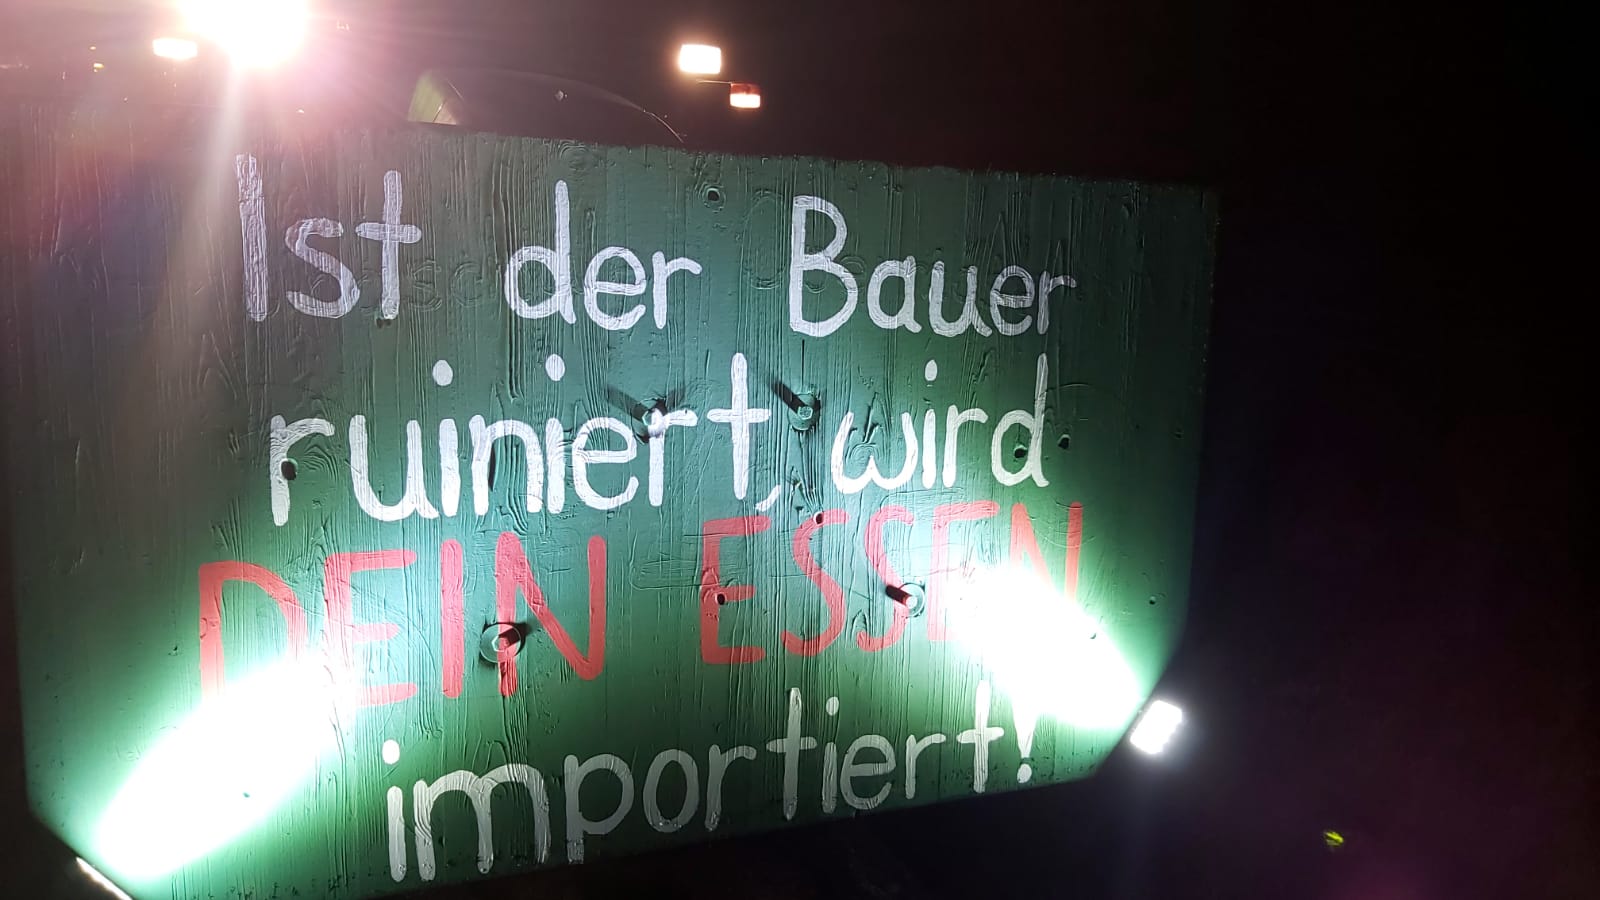 Ist der Bauer
ruiniert, wird
DEIN ESSEN
importiert!